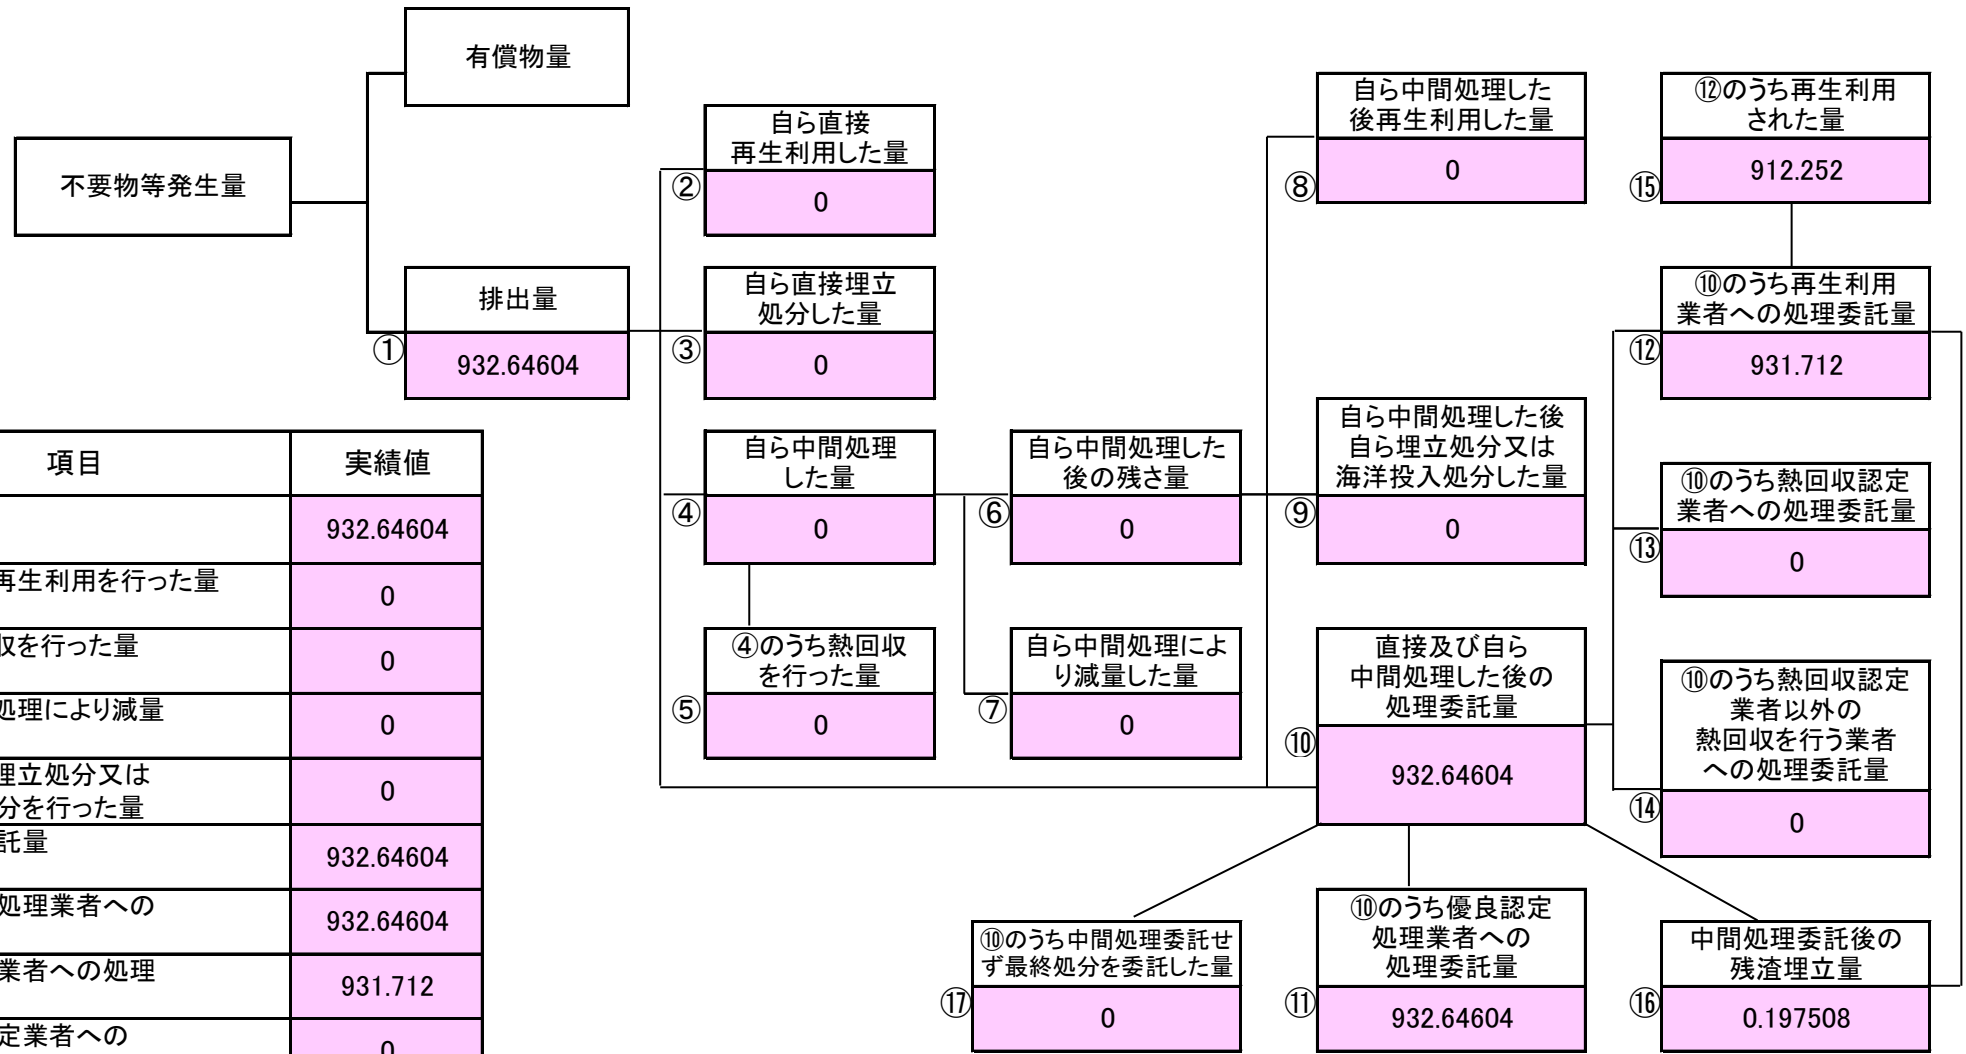 有償物量
不要物等発生量
排出量
①
932.64604
自ら直接
再生利用した量
②
0
自ら直接埋立
処分した量
③
0
自ら中間処理
した量
④
0
④のうち熱回収
を行った量
⑤
0
自ら中間処理した
後の残さ量
⑥
0
自ら中間処理によ
り減量した量
⑦
0
自ら中間処理した
後再生利用した量
⑧
0
自ら中間処理した後
自ら埋立処分又は
海洋投入処分した量
⑨
0
直接及び自ら
中間処理した後の
処理委託量
⑩
932.64604
⑩のうち優良認定
処理業者への
処理委託量
⑪
932.64604
⑫のうち再生利用
された量
⑮
912.252
⑩のうち再生利用
業者への処理委託量
⑫
931.712
⑩のうち熱回収認定
業者への処理委託量
⑬
0
⑩のうち熱回収認定
業者以外の
熱回収を行う業者
への処理委託量
⑭
0
⑩のうち中間処理委託せ
ず最終処分を委託した量
⑰
0
中間処理委託後の
残渣埋立量
⑯
0.197508
項目 実績値
932.64604
再生利用を行った量
0
収を行った量
0
処理により減量
0
埋立処分又は
分を行った量
0
託量
932.64604
処理業者への
932.64604
業者への処理
931.712
定業者への
0